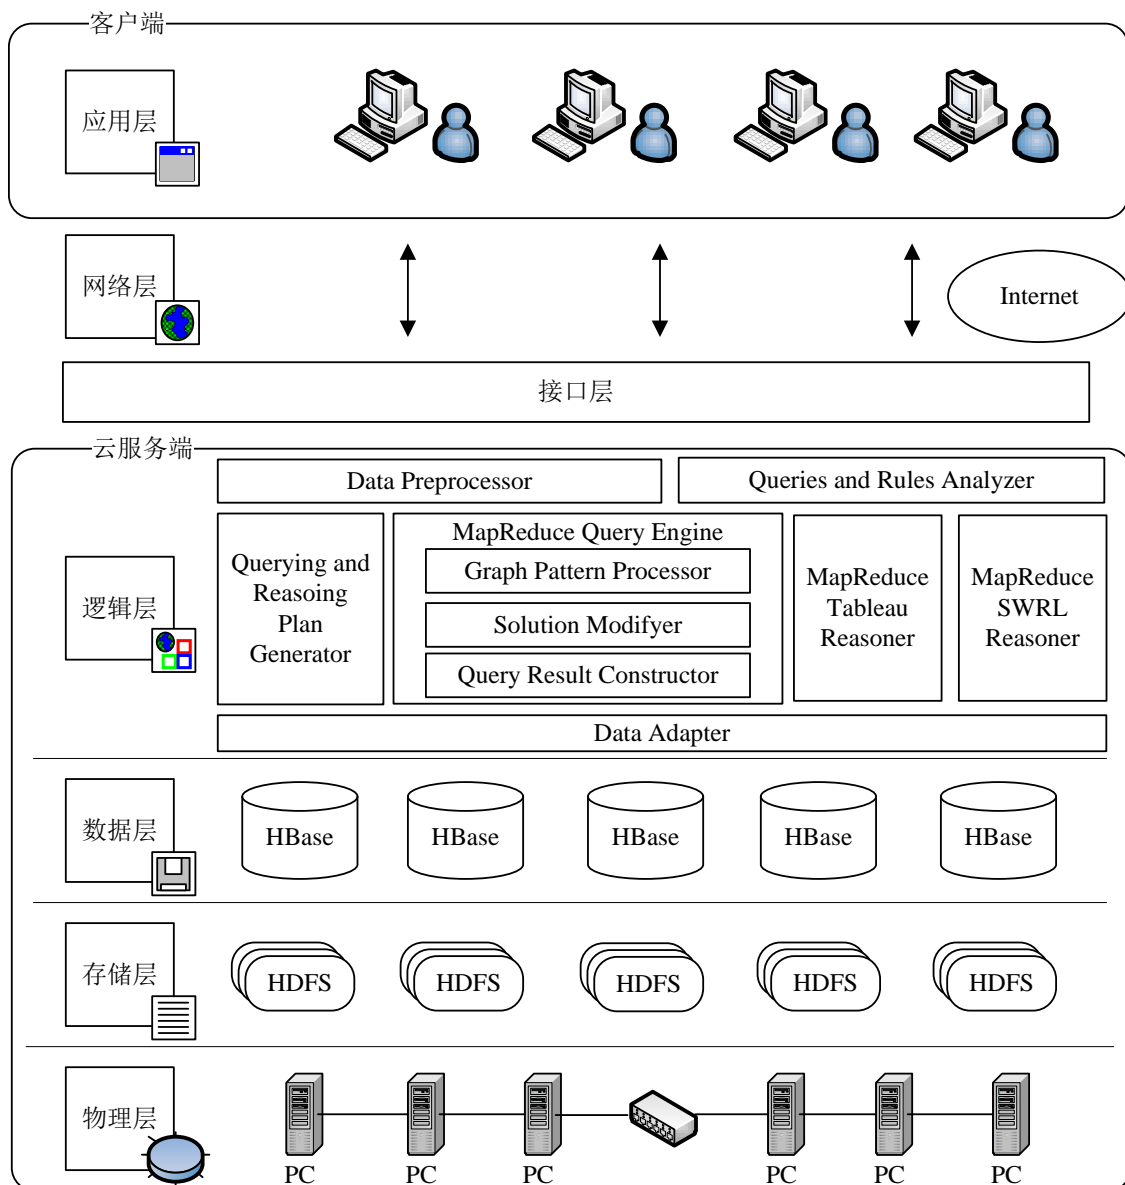 客户端
应用层
网络层
Internet
接口层
云服务端
Data Preprocessor
Queries and Rules Analyzer
逻辑层
Querying and
Reasoing
Plan
Generator
MapReduce Query Engine
Graph Pattern Processor
Solution Modifyer
Query Result Constructor
MapReduce
Tableau
Reasoner
MapReduce
SWRL
Reasoner
Data Adapter
数据层
HBase
HBase
HBase
HBase
HBase
存储层
HDFS
HDFS
HDFS
HDFS
HDFS
物理层
PC
PC
PC
PC
PC
PC